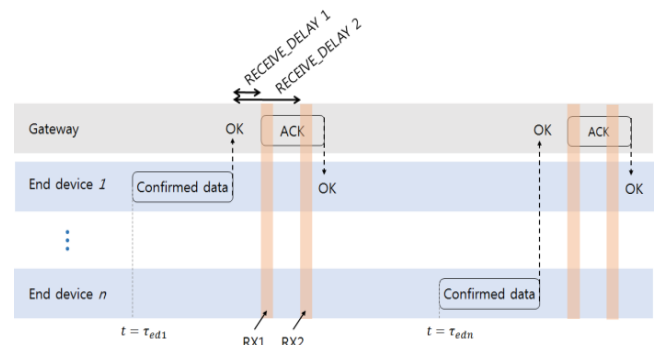 RECEIVE_DELAY 1
RECEIVE_DELAY 2
Gateway
OK
ACK
OK
ACK
End device 1
Confirmed data
OK
OK
End device n
Confirmed data
t = τed1
RX1
RX2
t = τedn